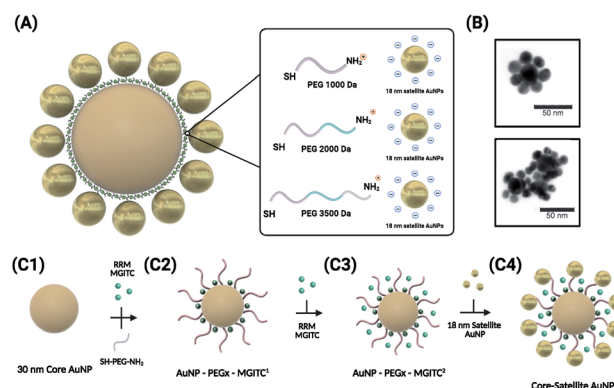 (A)
SH
NH₂
PEG 1000 Da
18 nm satellite AuNPs
SH
NH₂
PEG 2000 Da
18 nm satellite AuNPs
SH
NH₂
PEG 3500 Da
18 nm satellite AuNPs
(B)
50 nm
50 nm
(C1)
RRM
MGITC
SH-PEG-NH₂
30 nm Core AuNP
(C2)
AuNP - PEGx - MGITC¹
RRM
MGITC
(C3)
AuNP - PEGx - MGITC²
18 nm Satellite
AuNP
(C4)
Core-Satellite AuNP